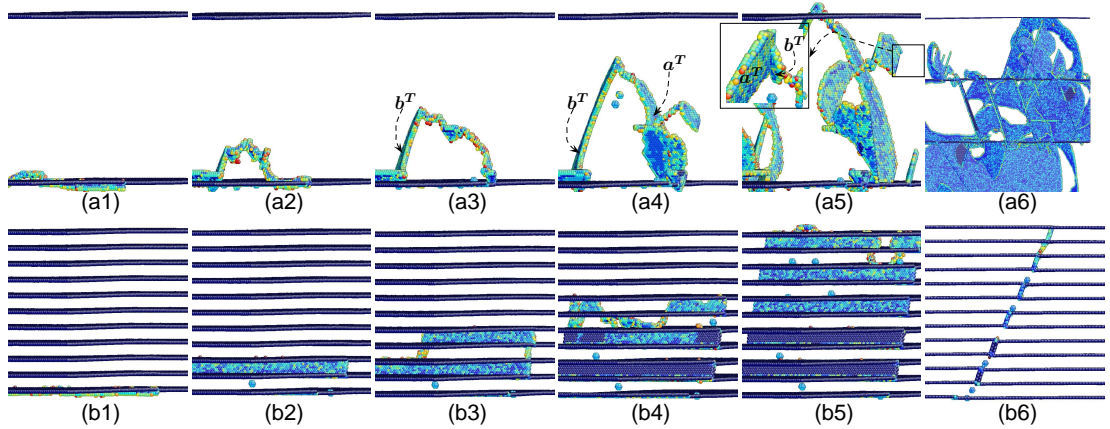 b^T
b^T
a^T
a^T
b^T
(a1) (a2) (a3) (a4) (a5) (a6)
(b1) (b2) (b3) (b4) (b5) (b6)